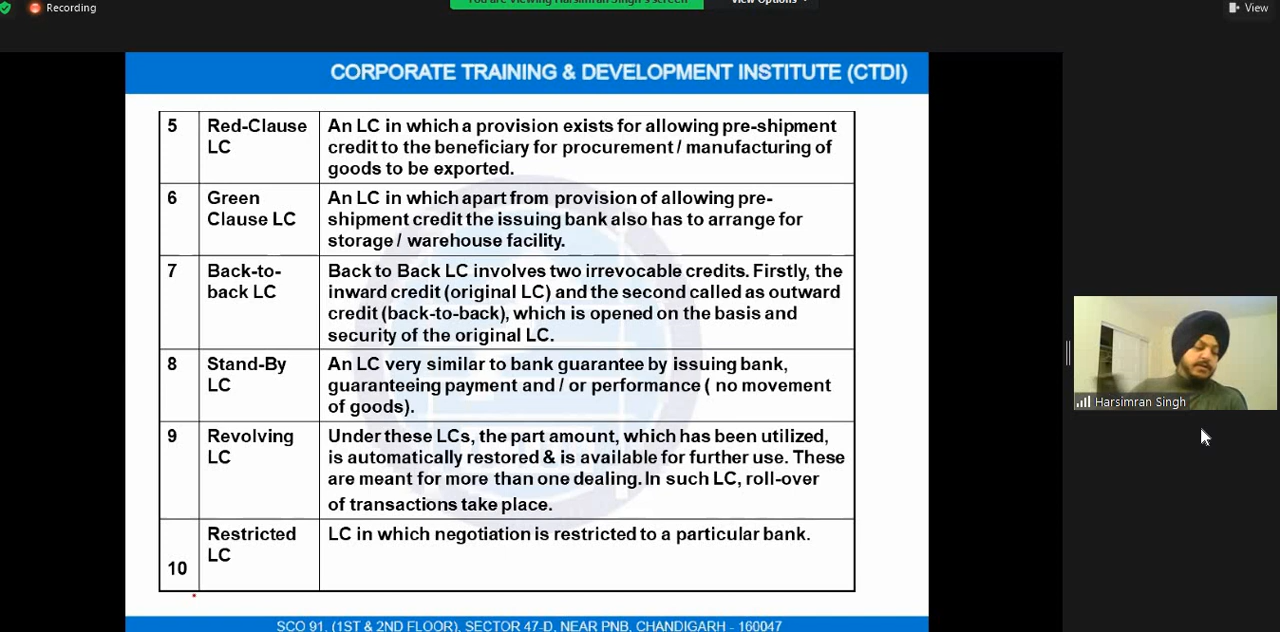 Recording
You are viewing Harsimran Singh's screen
View Options
View
CORPORATE TRAINING & DEVELOPMENT INSTITUTE (CTDI)
5
Red-Clause
LC
An LC in which a provision exists for allowing pre-shipment
credit to the beneficiary for procurement / manufacturing of
goods to be exported.
6
Green
Clause LC
An LC in which apart from provision of allowing pre-
shipment credit the issuing bank also has to arrange for
storage / warehouse facility.
7
Back-to-
back LC
Back to Back LC involves two irrevocable credits. Firstly, the
inward credit (original LC) and the second called as outward
credit (back-to-back), which is opened on the basis and
security of the original LC.
8
Stand-By
LC
An LC very similar to bank guarantee by issuing bank,
guaranteeing payment and / or performance ( no movement
of goods).
9
Revolving
LC
Under these LCs, the part amount, which has been utilized,
is automatically restored & is available for further use. These
are meant for more than one dealing. In such LC, roll-over
of transactions take place.
10
Restricted
LC
LC in which negotiation is restricted to a particular bank.
Harsimran Singh
SCO 91, (1ST & 2ND FLOOR), SECTOR 47-D, NEAR PNB, CHANDIGARH - 160047